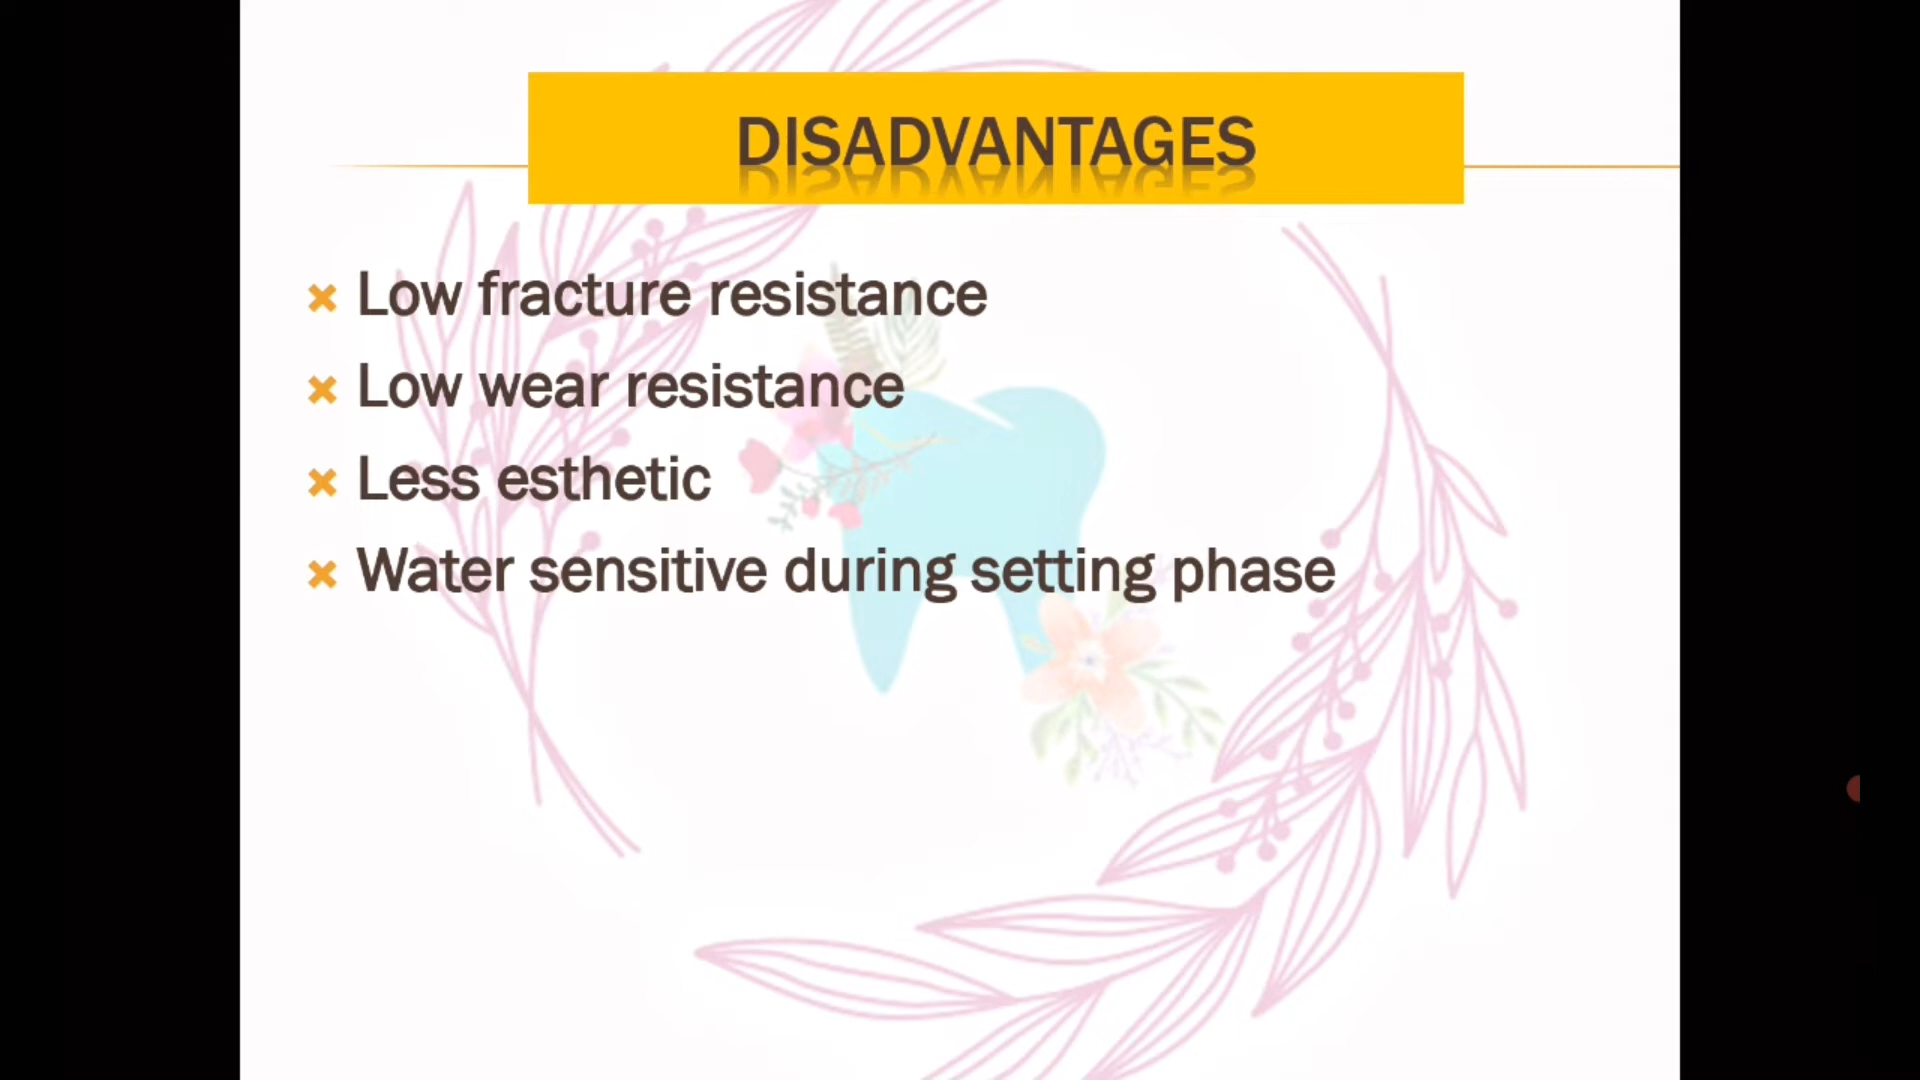 DISADVANTAGES
Low fracture resistance
Low wear resistance
Less esthetic
Water sensitive during setting phase